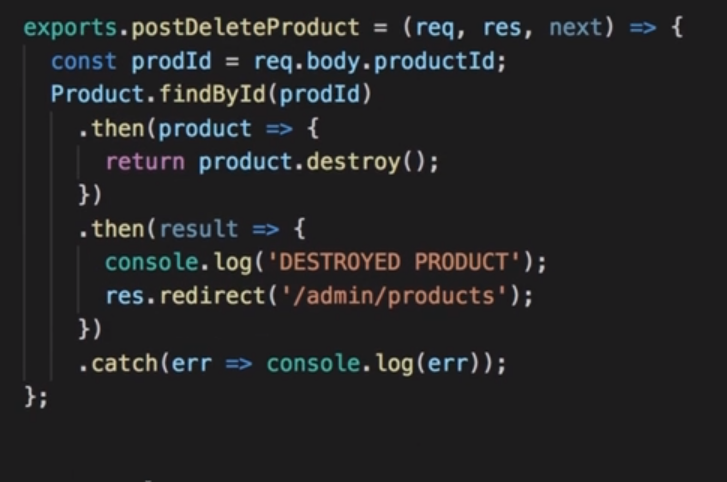 exports.postDeleteProduct = (req, res, next) => {
const prodId = req.body.productId;
Product.findById(prodId)
.then(product => {
return product.destroy();
})
.then(result => {
console.log('DESTROYED PRODUCT');
res.redirect('/admin/products');
})
.catch(err => console.log(err));
};